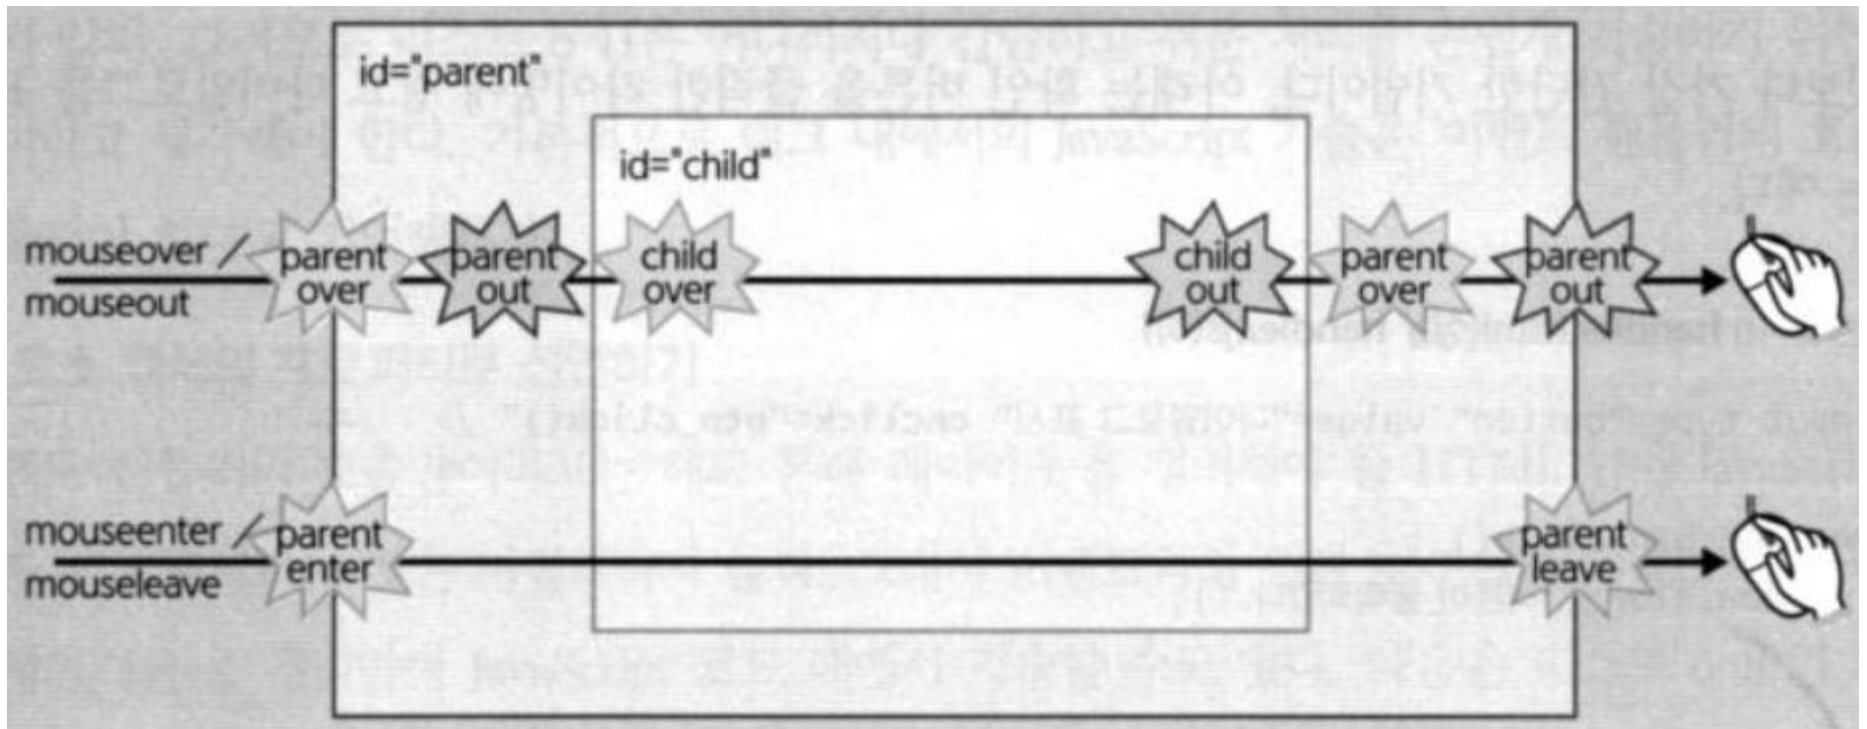 id="parent"
id="child"
mouseover /
mouseout
parent
over
parent
out
child
over
child
out
parent
over
parent
out
mouseenter /
mouseleave
parent
enter
parent
leave